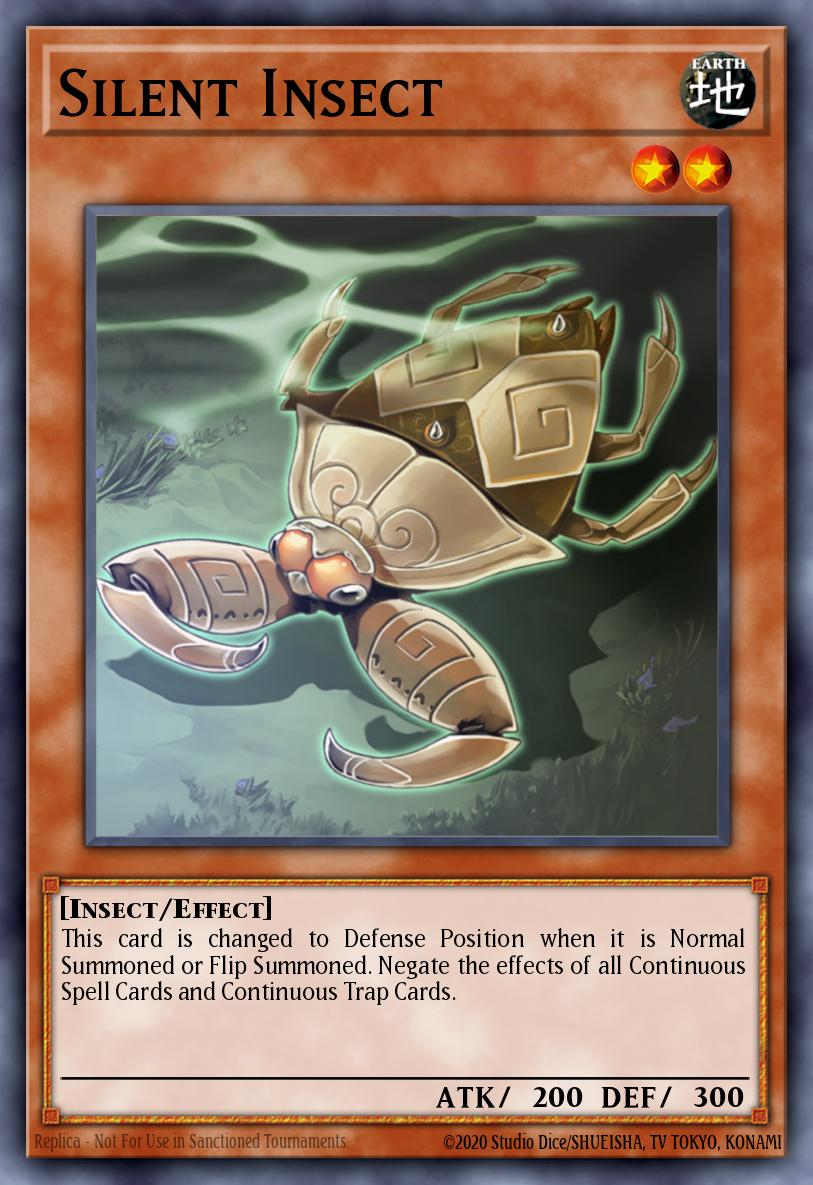 Silent Insect
EARTH
地
[Insect/Effect]
This card is changed to Defense Position when it is Normal
Summoned or Flip Summoned. Negate the effects of all Continuous
Spell Cards and Continuous Trap Cards.
ATK/ 200 DEF/ 300
Replica - Not For Use in Sanctioned Tournaments.
©2020 Studio Dice/SHUEISHA, TV TOKYO, KONAMI